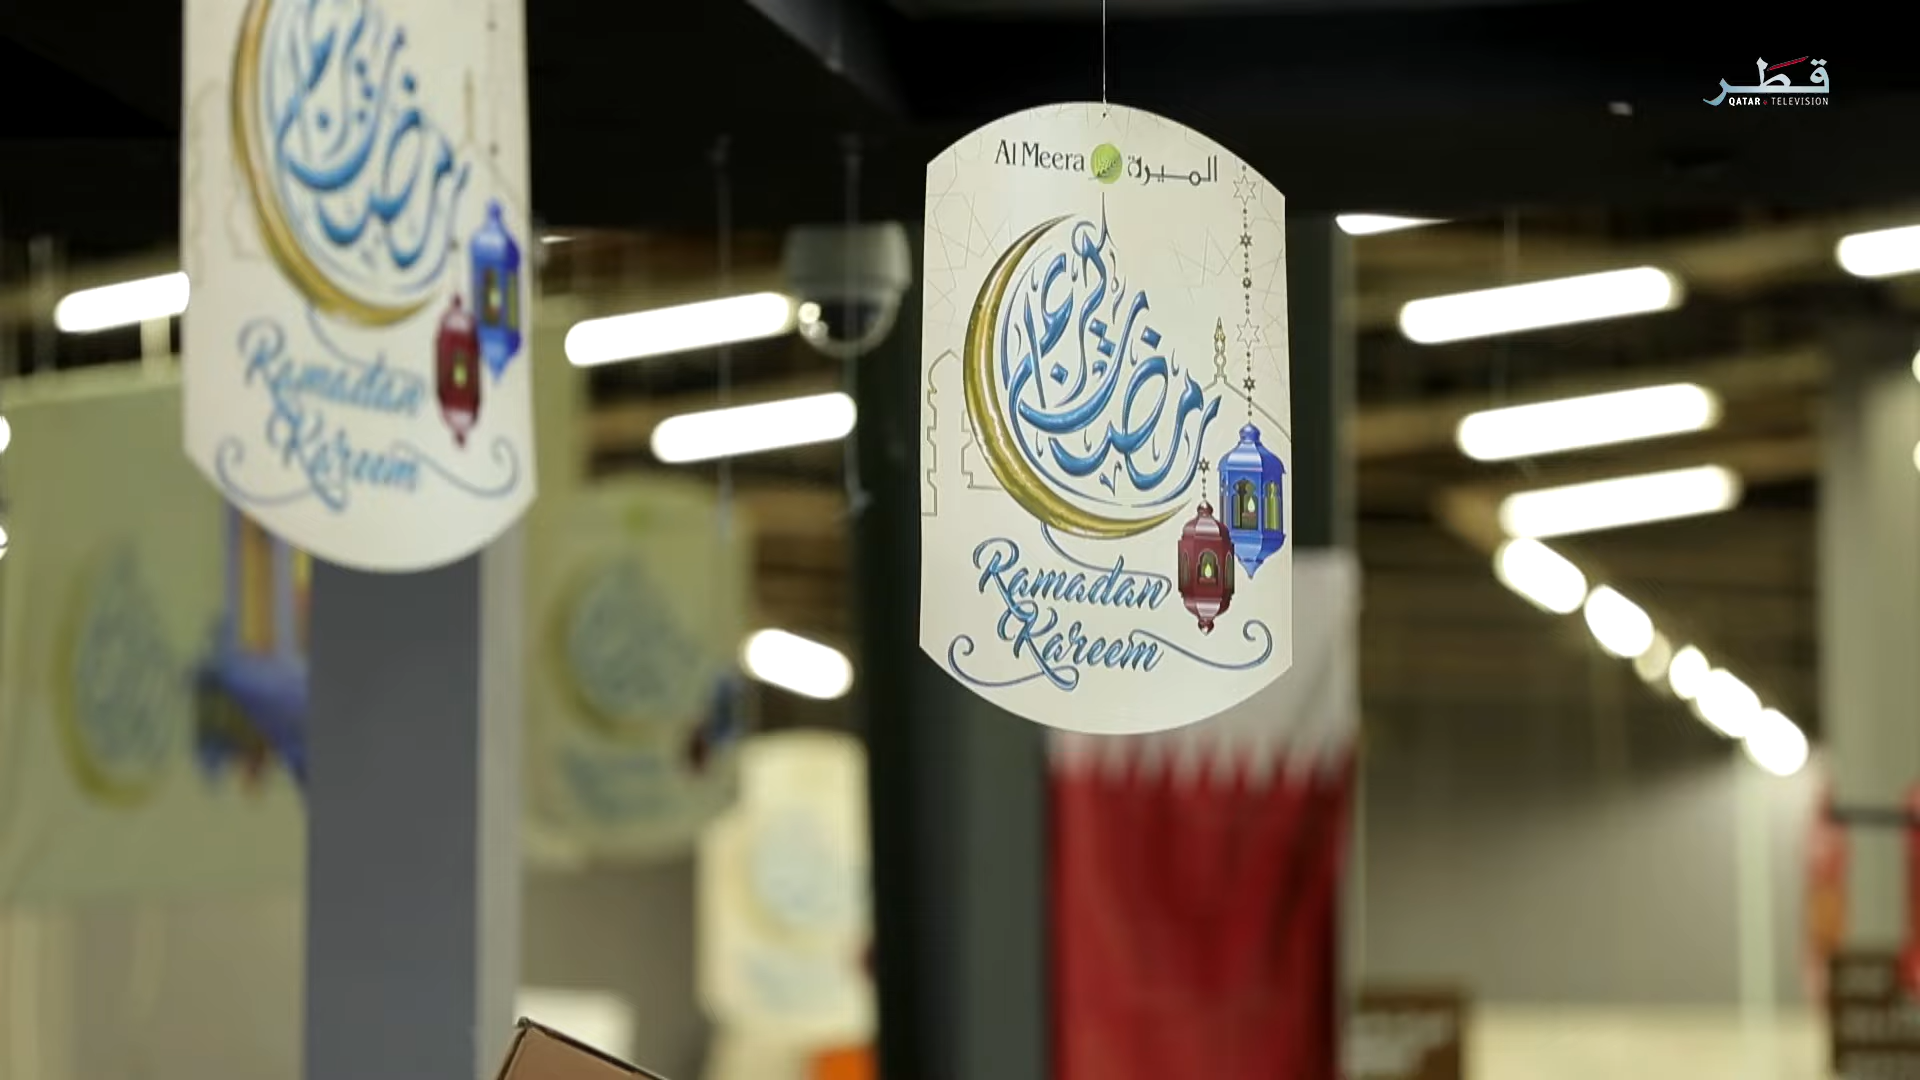 قطر
QATAR TELEVISION
Al Meera الميرة
رمضان كريم
Ramadan
Kareem
رمضان كريم
Ramadan
Kareem